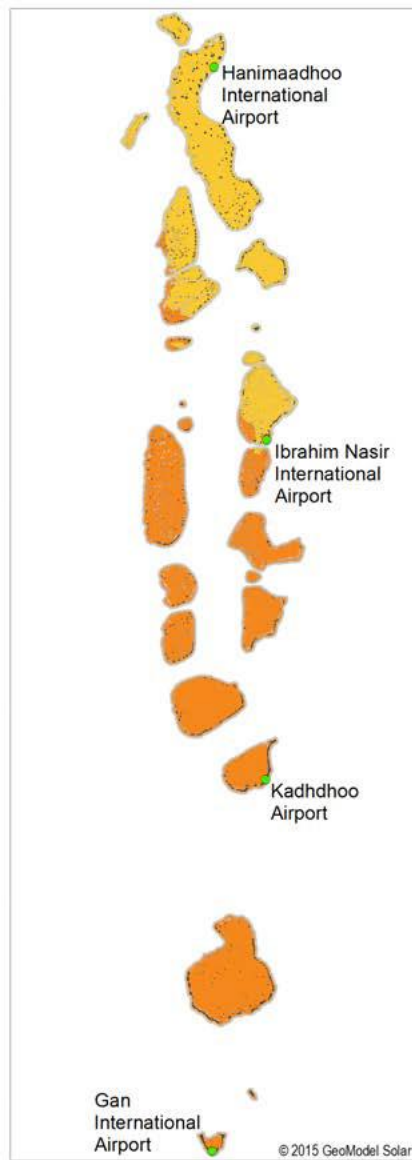 Hanimaadhoo
International
Airport
Ibrahim Nasir
International
Airport
Kadhdhoo
Airport
Gan
International
Airport
© 2015 GeoModel Solar